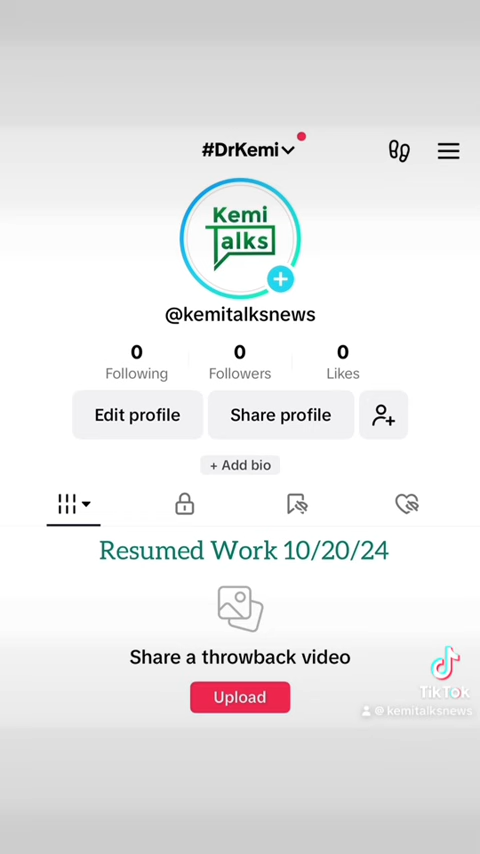 #DrKemi
Kemi
Talks
@kemitalksnews
0 0 0
Following Followers Likes
Edit profile Share profile
+ Add bio
Resumed Work 10/20/24
Share a throwback video
Upload
TikTok
@kemitalksnews